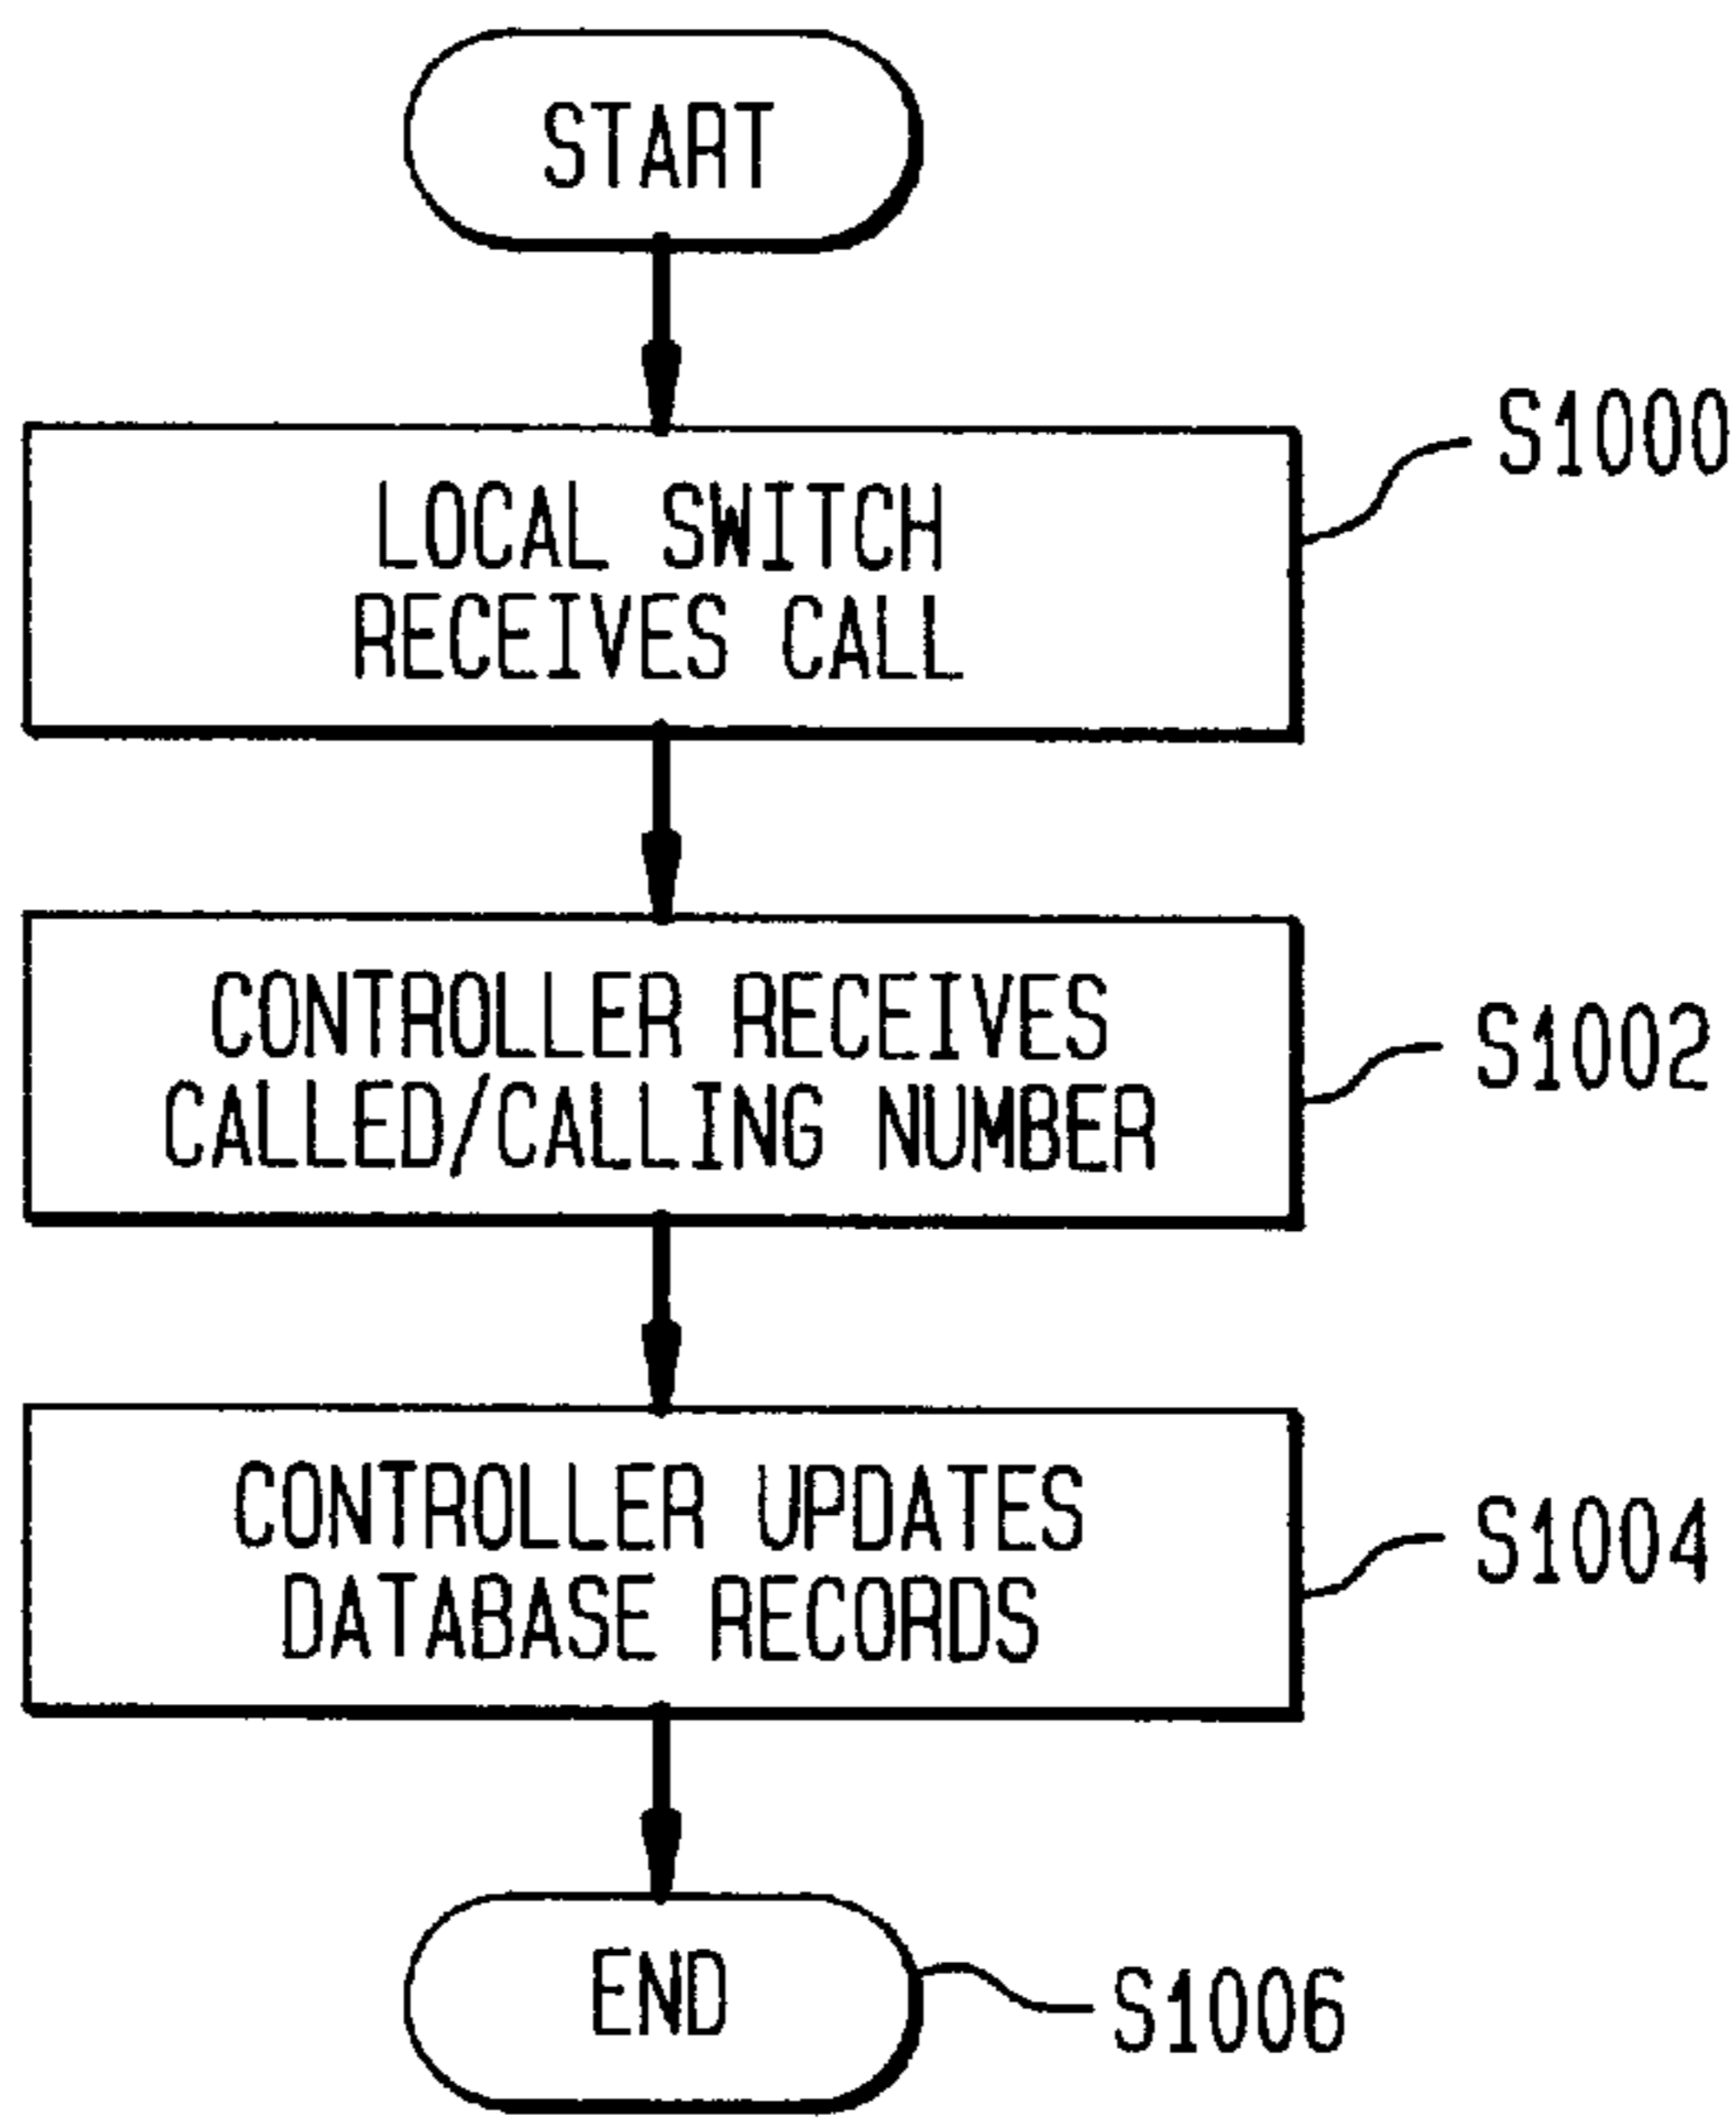 START
S1000
LOCAL SWITCH
RECEIVES CALL
CONTROLLER RECEIVES
CALLED/CALLING NUMBER
S1002
CONTROLLER UPDATES
DATABASE RECORDS
S1004
END
S1006